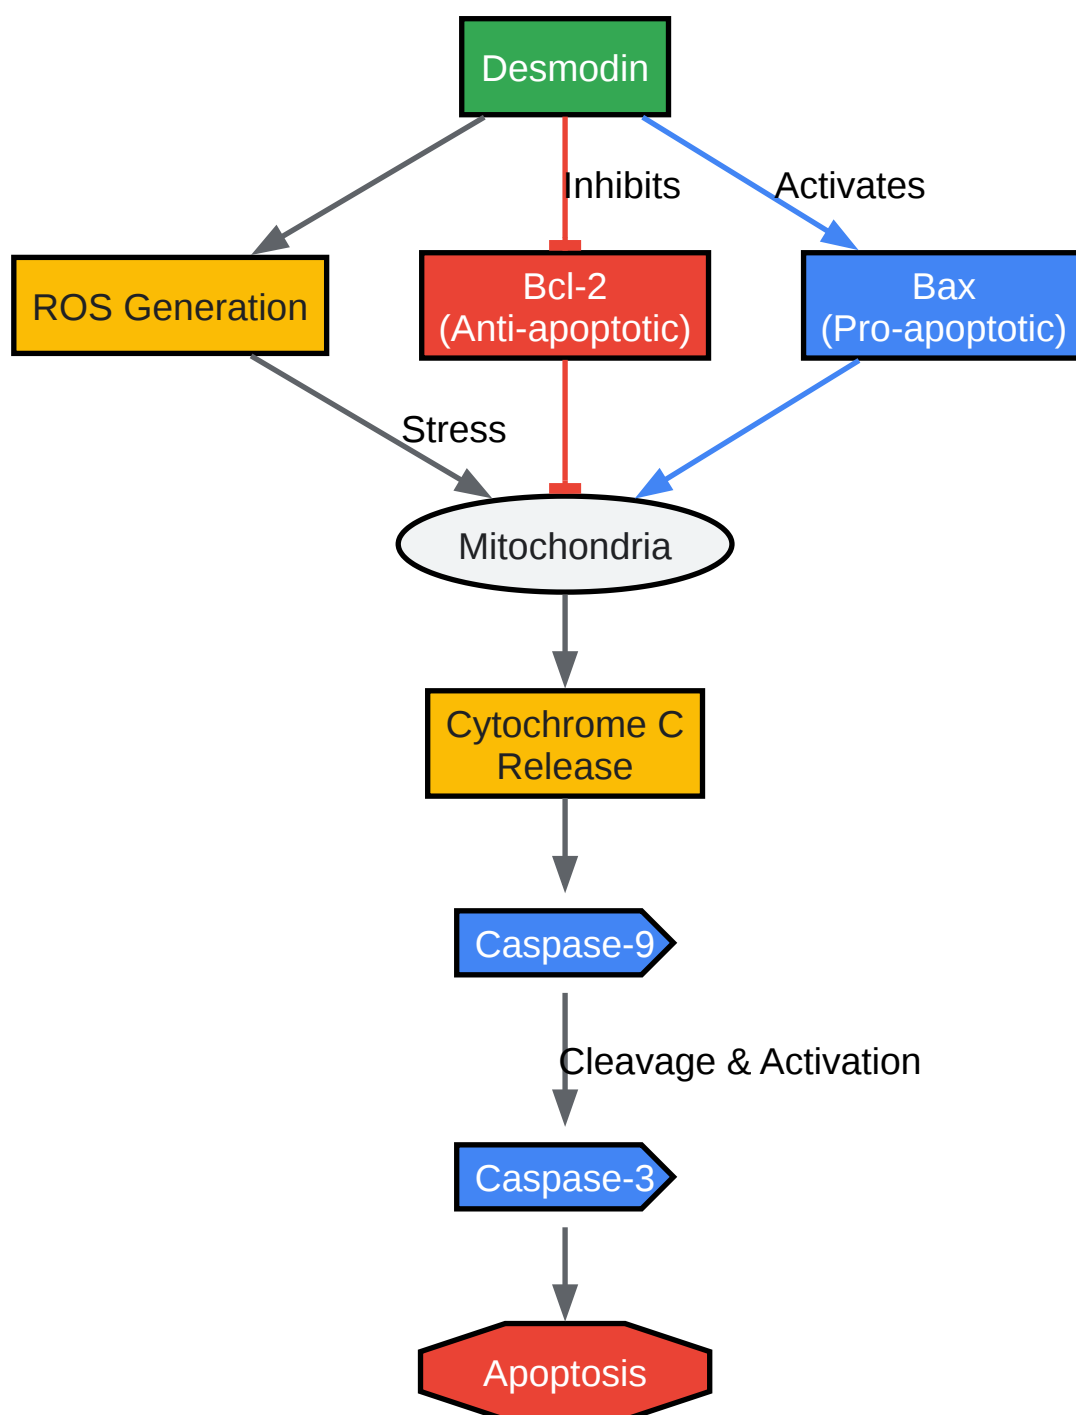 Desmodin
Inhibits
Activates
ROS Generation
Bcl-2
(Anti-apoptotic)
Bax
(Pro-apoptotic)
Stress
Mitochondria
Cytochrome C
Release
Caspase-9
Cleavage & Activation
Caspase-3
Apoptosis